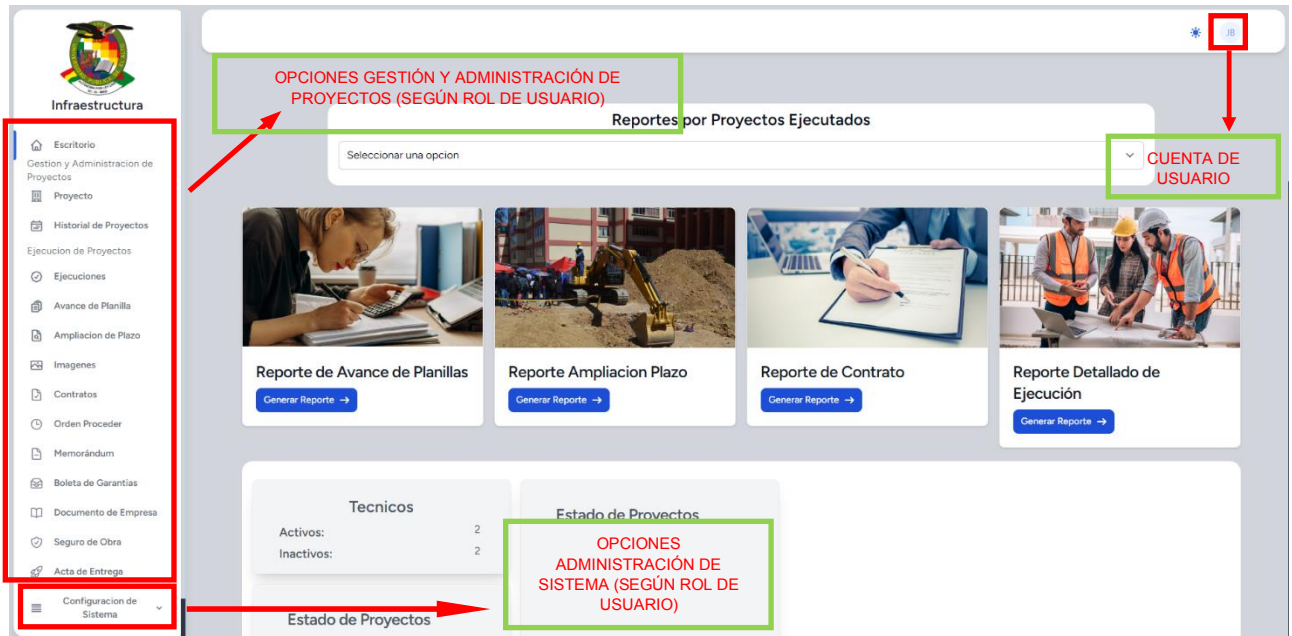 Infraestructura
Escritorio
Gestion y Administracion de
Proyectos
Proyecto
Historial de Proyectos
Ejecucion de Proyectos
Ejecuciones
Avance de Planilla
Ampliacion de Plazo
Imagenes
Contratos
Orden Proceder
Memorándum
Boleta de Garantias
Documento de Empresa
Seguro de Obra
Acta de Entrega
Configuracion de
Sistema
JB
OPCIONES GESTIÓN Y ADMINISTRACIÓN DE
PROYECTOS (SEGÚN ROL DE USUARIO)
Reportes por Proyectos Ejecutados
Seleccionar una opcion
CUENTA DE
USUARIO
Reporte de Avance de Planillas
Generar Reporte →
Reporte Ampliacion Plazo
Generar Reporte →
Reporte de Contrato
Generar Reporte →
Reporte Detallado de
Ejecución
Generar Reporte →
Tecnicos
Activos: 2
Inactivos: 2
Estado de Proyectos
OPCIONES
ADMINISTRACIÓN DE
SISTEMA (SEGÚN ROL DE
USUARIO)
Estado de Proyectos